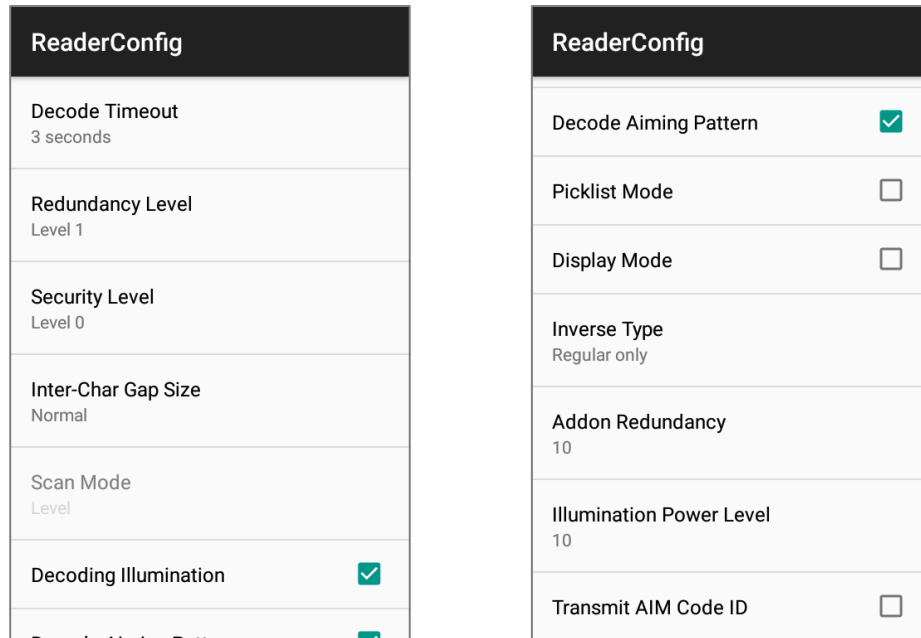 ReaderConfig
Decode Timeout
3 seconds
Redundancy Level
Level 1
Security Level
Level 0
Inter-Char Gap Size
Normal
Scan Mode
Level
Decoding Illumination
ReaderConfig
Decode Aiming Pattern
Picklist Mode
Display Mode
Inverse Type
Regular only
Addon Redundancy
10
Illumination Power Level
10
Transmit AIM Code ID